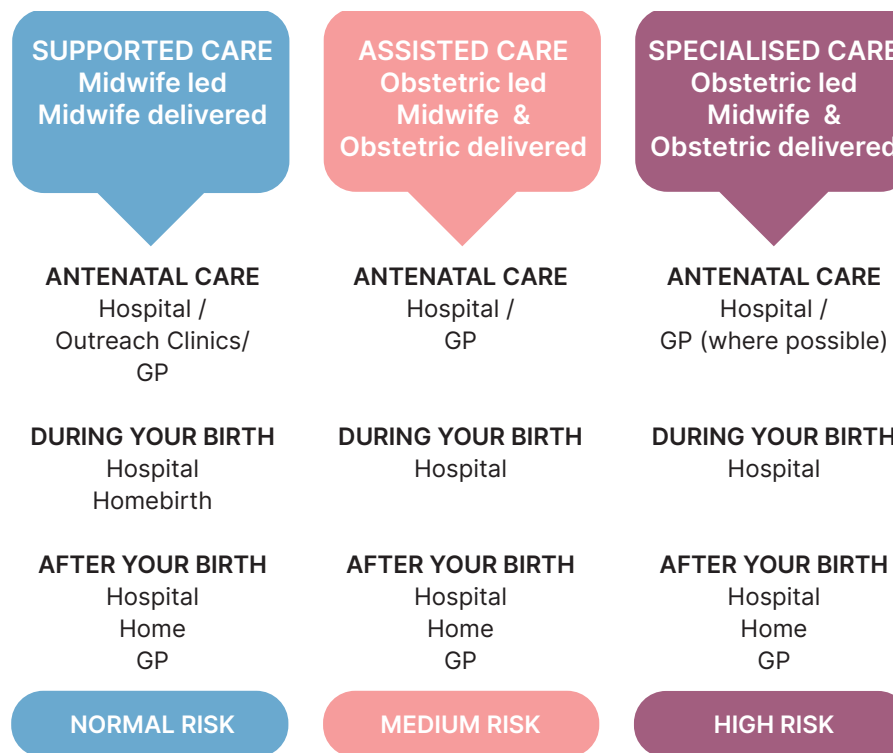 SUPPORTED CARE
Midwife led
Midwife delivered
ANTENATAL CARE
Hospital /
Outreach Clinics/
GP
DURING YOUR BIRTH
Hospital
Homebirth
AFTER YOUR BIRTH
Hospital
Home
GP
NORMAL RISK
ASSISTED CARE
Obstetric led
Midwife &
Obstetric delivered
ANTENATAL CARE
Hospital /
GP
DURING YOUR BIRTH
Hospital
AFTER YOUR BIRTH
Hospital
Home
GP
MEDIUM RISK
SPECIALISED CARE
Obstetric led
Midwife &
Obstetric delivered
ANTENATAL CARE
Hospital /
GP (where possible)
DURING YOUR BIRTH
Hospital
AFTER YOUR BIRTH
Hospital
Home
GP
HIGH RISK